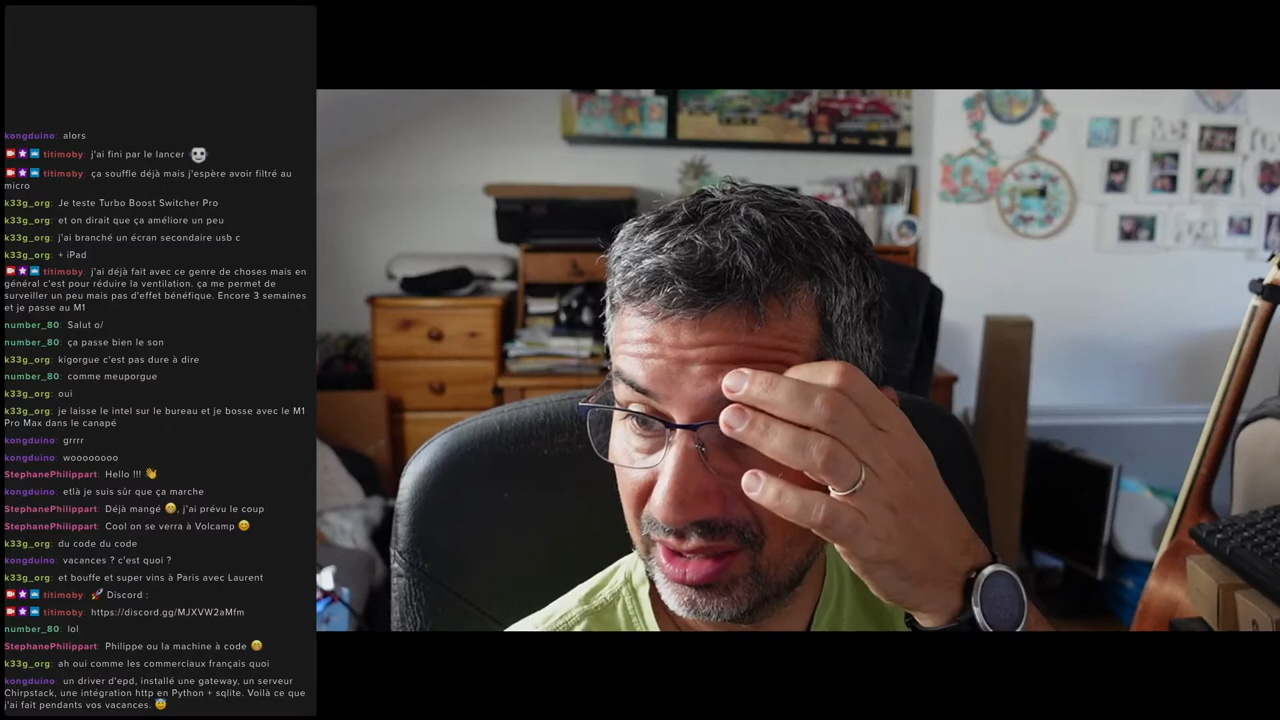 kongduino: alors
titimoby: j'ai fini par le lancer
titimoby: ça souffle déjà mais j'espère avoir filtré au
micro
k33g_org: Je teste Turbo Boost Switcher Pro
k33g_org: et on dirait que ça améliore un peu
k33g_org: j'ai branché un écran secondaire usb c
k33g_org: + iPad
titimoby: j'ai déjà fait avec ce genre de choses mais en
général c'est pour réduire la ventilation. ça me permet de
surveiller un peu mais pas d'effet bénéfique. Encore 3 semaines
et je passe au M1
number_80: Salut o/
number_80: ça passe bien le son
k33g_org: kigorgue c'est pas dure à dire
number_80: comme meuporgue
k33g_org: oui
k33g_org: je laisse le intel sur le bureau et je bosse avec le M1
Pro Max dans le canapé
kongduino: grrrr
kongduino: woooooooo
StephanePhilippart: Hello !!! 👋
kongduino: etlà je suis sûr que ça marche
StephanePhilippart: Déjà mangé 😁, j'ai prévu le coup
StephanePhilippart: Cool on se verra à Volcamp 😊
k33g_org: du code du code
kongduino: vacances ? c'est quoi ?
k33g_org: et bouffe et super vins à Paris avec Laurent
titimoby: 🚀 Discord :
titimoby: https://discord.gg/MJXVW2aMfm
number_80: lol
StephanePhilippart: Philippe ou la machine à code 😁
k33g_org: ah oui comme les commerciaux français quoi
kongduino: un driver d'epd, installé une gateway, un serveur
Chirpstack, une intégration http en Python + sqlite. Voilà ce que
j'ai fait pendants vos vacances. 😇